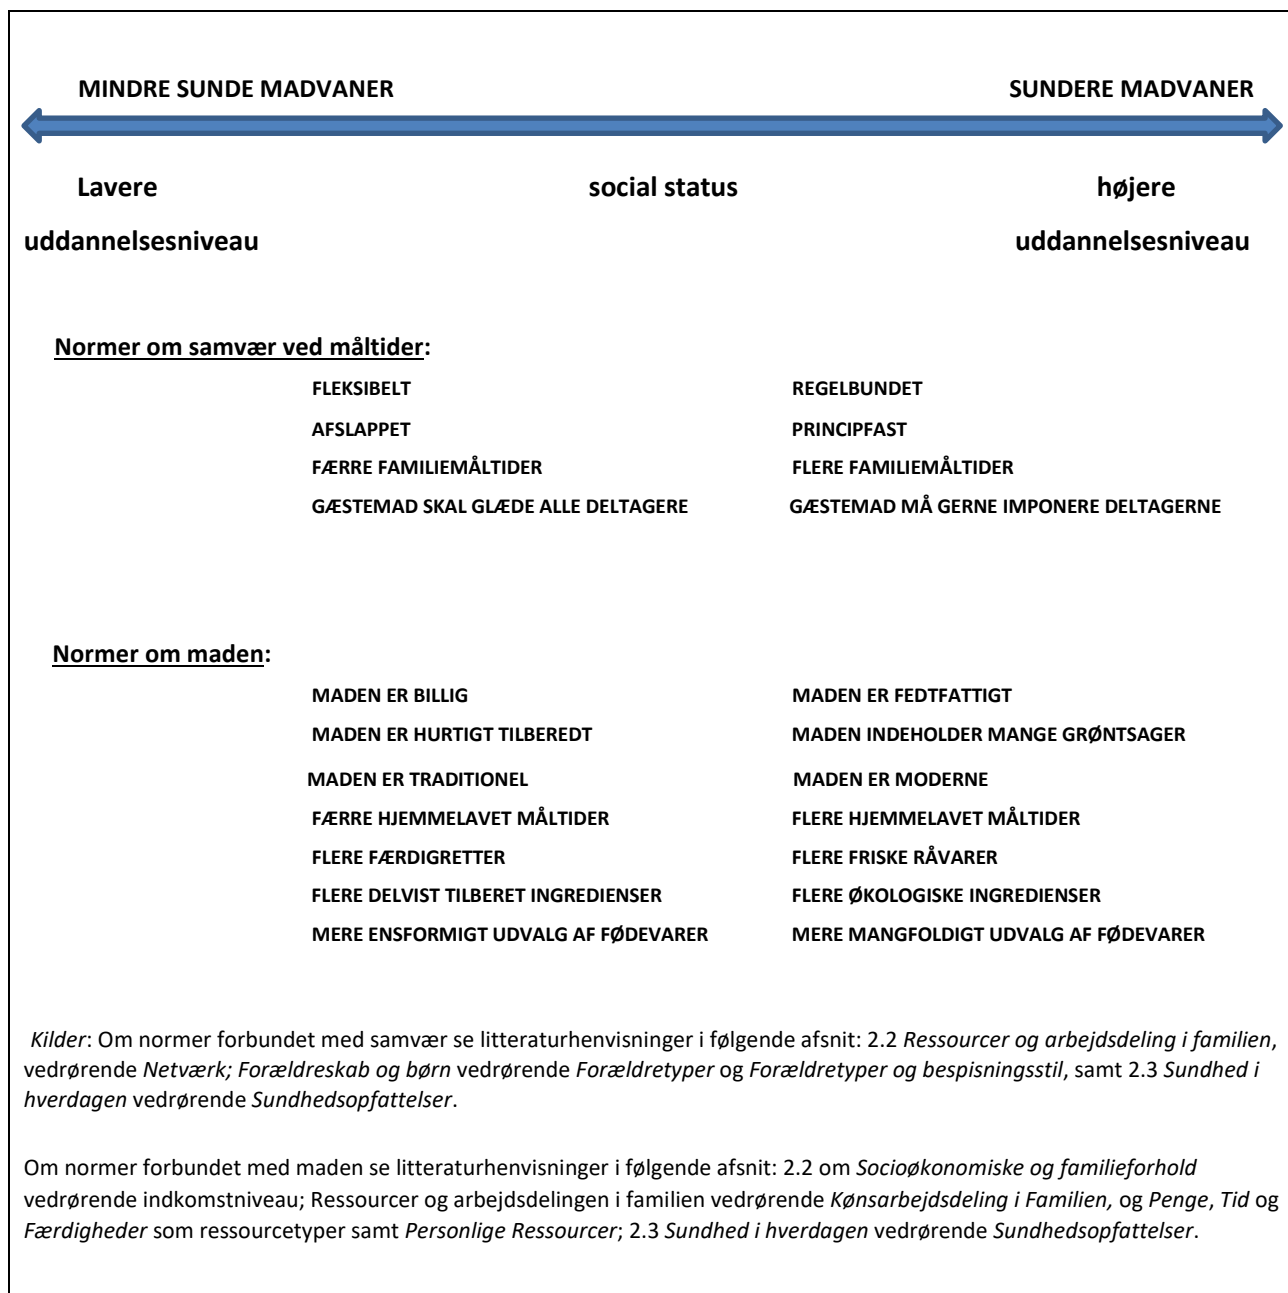 MINDRE SUNDE MADVANER SUNDERE MADVANER
Lavere social status højere
uddannelsesniveau uddannelsesniveau
Normer om samvær ved måltider:
FLEKSIBELT REGELBUNDET
AFSLAPPET PRINCIPFAST
FÆRRE FAMILIEMÅLTIDER FLERE FAMILIEMÅLTIDER
GÆSTEMAD SKAL GLÆDE ALLE DELTAGERE GÆSTEMAD MÅ GERNE IMPONERE DELTAGERNE
Normer om maden:
MADEN ER BILLIG MADEN ER FEDTFATTIGT
MADEN ER HURTIGT TILBEREDT MADEN INDEHOLDER MANGE GRØNTSAGER
MADEN ER TRADITIONEL MADEN ER MODERNE
FÆRRE HJEMMELAVET MÅLTIDER FLERE HJEMMELAVET MÅLTIDER
FLERE FÆRDIGRETTER FLERE FRISKE RÅVARER
FLERE DELVIST TILBERET INGREDIENSER FLERE ØKOLOGISKE INGREDIENSER
MERE ENSFORMIGT UDVALG AF FØDEVARER MERE MANGFOLDIGT UDVALG AF FØDEVARER
Kilder: Om normer forbundet med samvær se litteraturhenvisninger i følgende afsnit: 2.2 Ressourcer og arbejdsdeling i familien,
vedrørende Netværk; Forældreskab og børn vedrørende Forældretyper og Forældretyper og bespisningsstil, samt 2.3 Sundhed i
hverdagen vedrørende Sundhedsopfattelser.
Om normer forbundet med maden se litteraturhenvisninger i følgende afsnit: 2.2 om Socioøkonomiske og familieforhold
vedrørende indkomstniveau; Ressourcer og arbejdsdelingen i familien vedrørende Kønsarbejdsdeling i Familien, og Penge, Tid og
Færdigheder som ressourcetyper samt Personlige Ressourcer; 2.3 Sundhed i hverdagen vedrørende Sundhedsopfattelser.